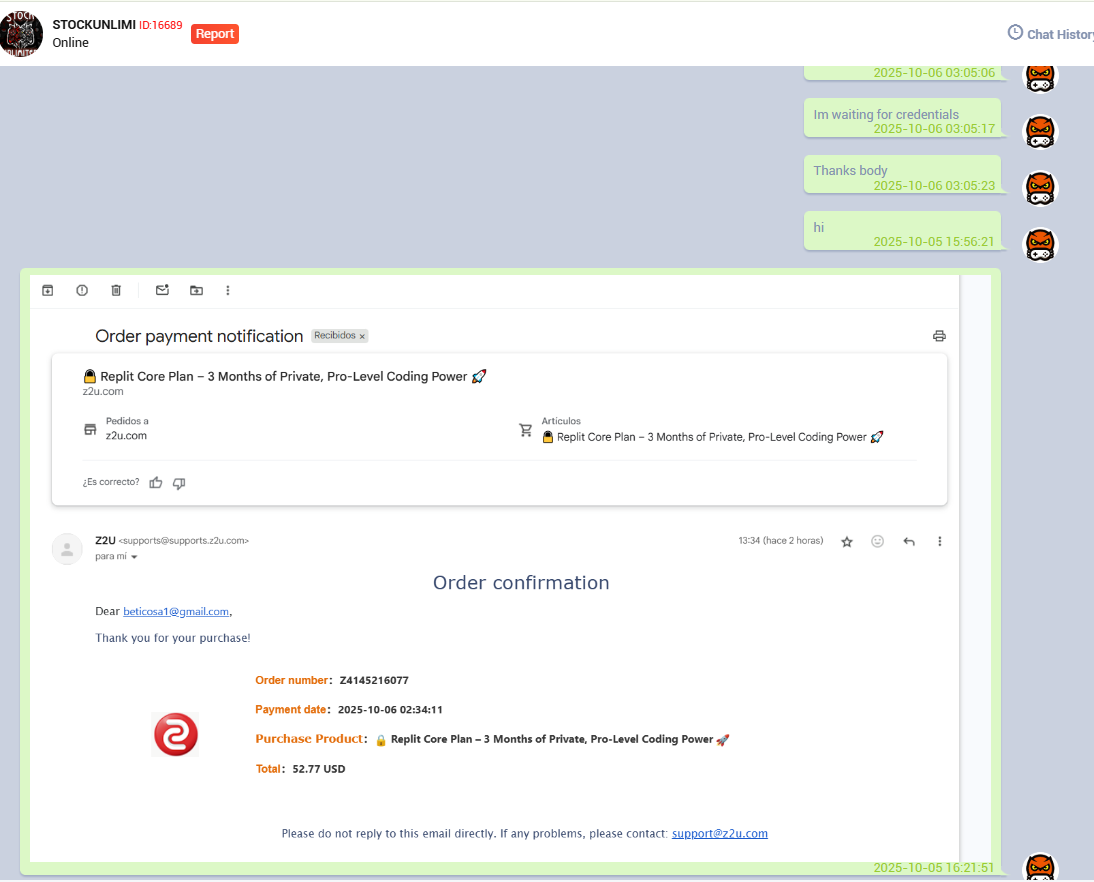 STOCKUNLIMI ID:16689
Report
Online
Chat History
2025-10-06 03:05:06
Im waiting for credentials
2025-10-06 03:05:17
Thanks body
2025-10-06 03:05:23
hi
2025-10-05 15:56:21
Order payment notification
Recibidos x
🔒 Replit Core Plan – 3 Months of Private, Pro-Level Coding Power 🚀
z2u.com
Pedidos a
z2u.com
Artículos
🔒 Replit Core Plan – 3 Months of Private, Pro-Level Coding Power 🚀
¿Es correcto?
Z2U <supports@supports.z2u.com>
13:34 (hace 2 horas)
para mí
Order confirmation
Dear beticosa1@gmail.com,
Thank you for your purchase!
Order number: Z4145216077
Payment date: 2025-10-06 02:34:11
Purchase Product: 🔒 Replit Core Plan – 3 Months of Private, Pro-Level Coding Power 🚀
Total: 52.77 USD
Please do not reply to this email directly. If any problems, please contact: support@z2u.com
2025-10-05 16:21:51